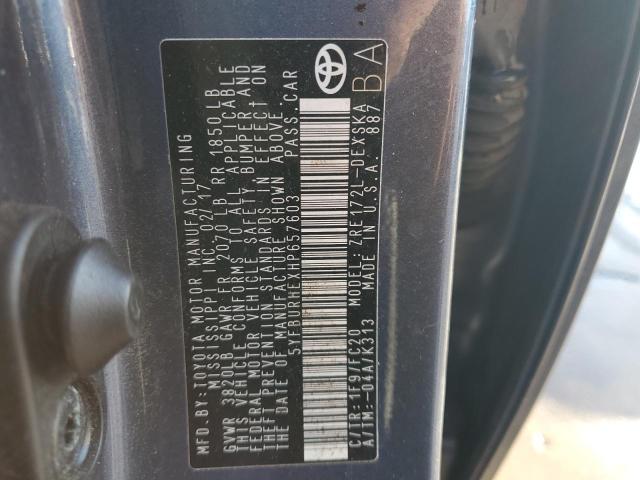 MFD.BY: TOYOTA MOTOR MANUFACTURING
MISSISSIPPI INC. 02/17
GVWR 3820LB GAWR FR 2070 LB RR 1850 LB
THIS VEHICLE CONFORMS TO ALL APPLICABLE
FEDERAL MOTOR VEHICLE SAFETY, BUMPER, AND
THEFT PREVENTION STANDARDS IN EFFECT ON
THE DATE OF MANUFACTURE SHOWN ABOVE.
5YFBURHEXHP657603 PASS. CAR
C/TR: 1F9/FC20 MODEL: ZRE172L-DEXSKA
A/TM: -04A/K313 MADE IN U.S.A. 887
BA